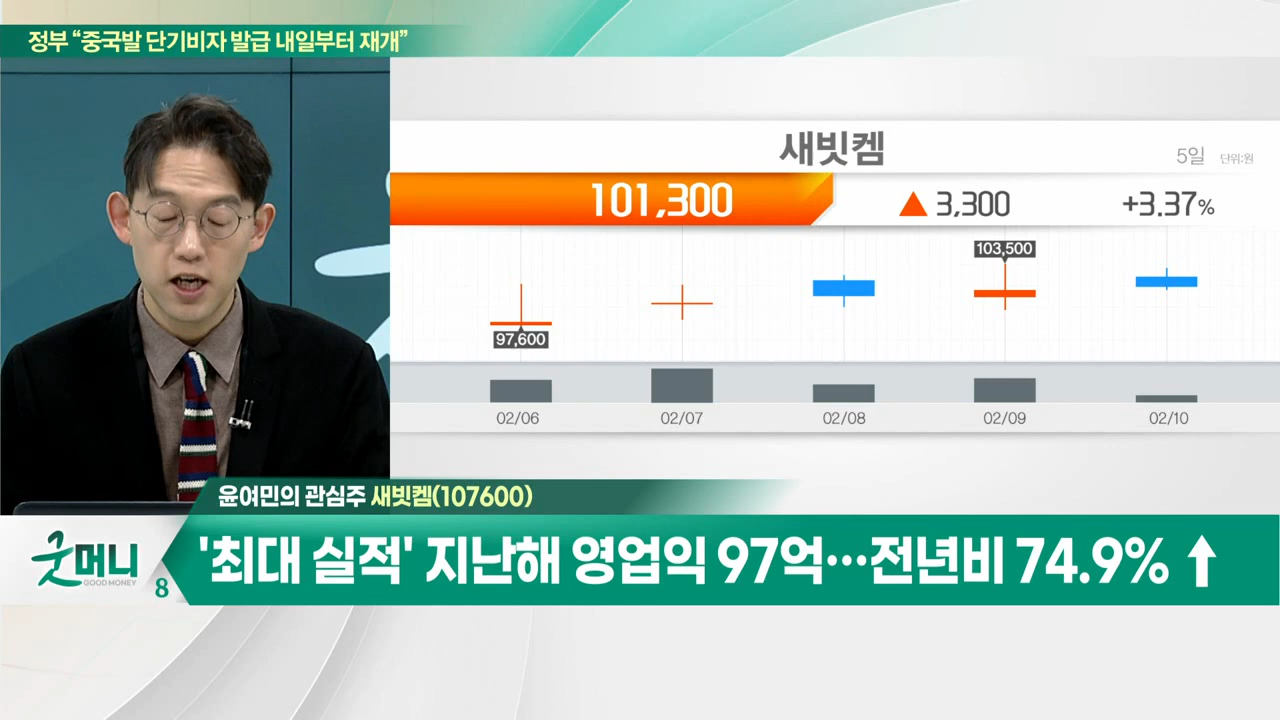 정부 “중국발 단기비자 발급 내일부터 재개”
새빗켐
5일 단위:원
101,300 ▲ 3,300 +3.37%
103,500
97,600
02/06 02/07 02/08 02/09 02/10
윤여민의 관심주 새빗켐(107600)
굿머니
GOOD MONEY
8
'최대 실적' 지난해 영업익 97억…전년비 74.9% ↑